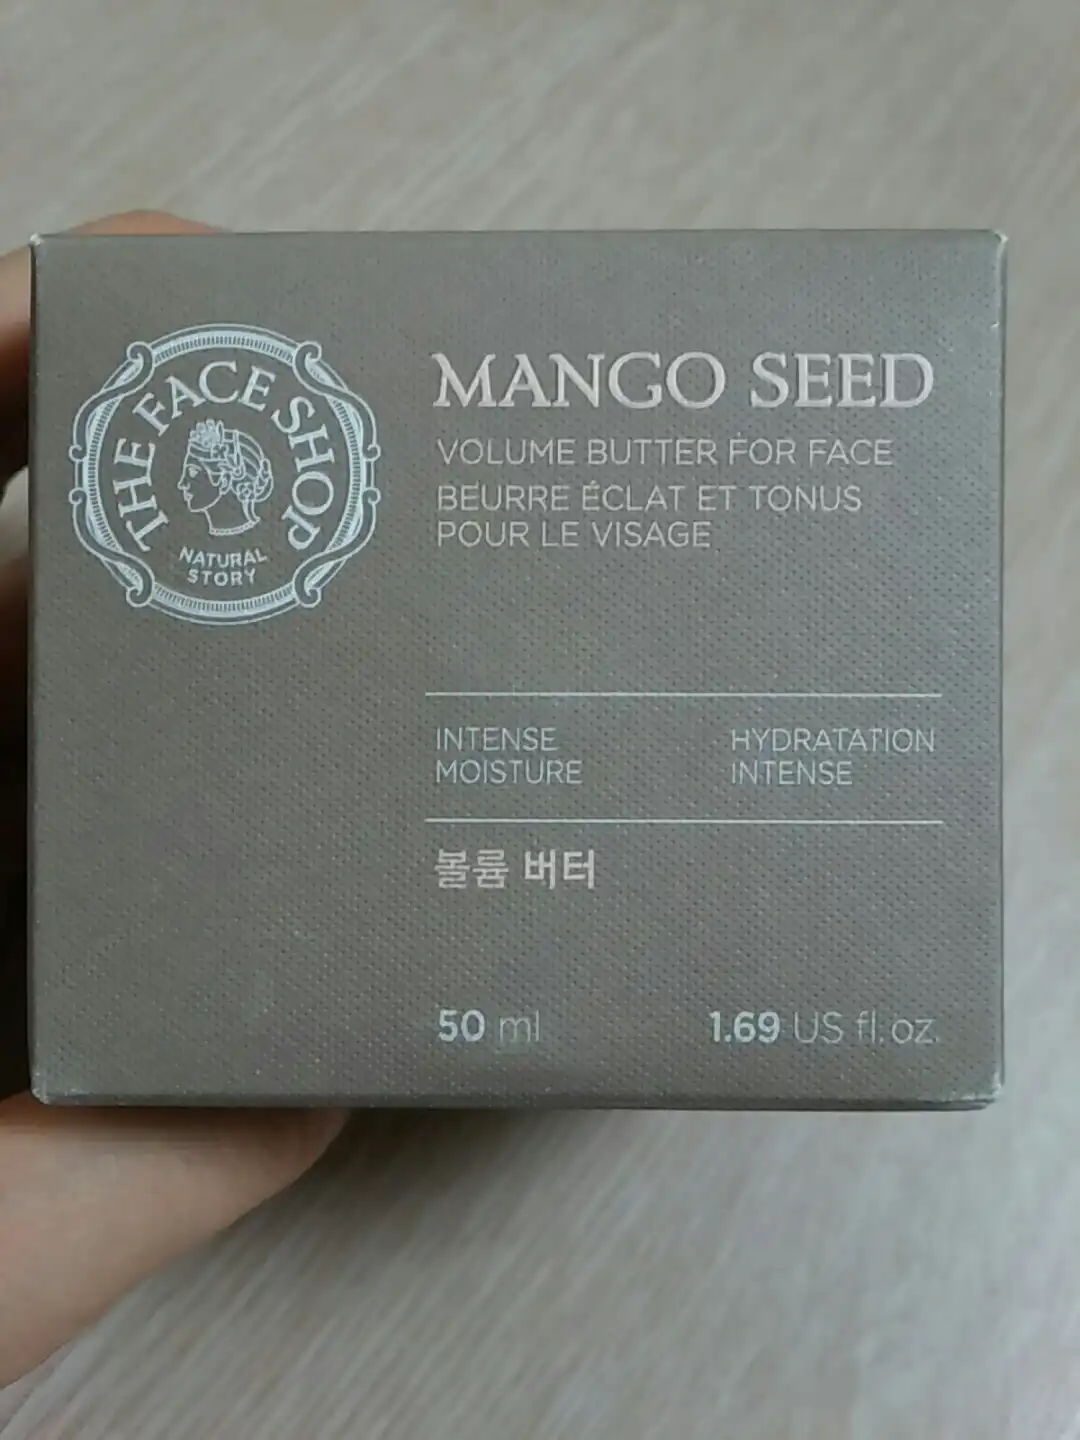 THE FACE SHOP
NATURAL
STORY
MANGO SEED
VOLUME BUTTER FOR FACE
BEURRE ÉCLAT ET TONUS
POUR LE VISAGE
INTENSE
MOISTURE
HYDRATATION
INTENSE
볼륨 버터
50 ml
1.69 US fl. oz.